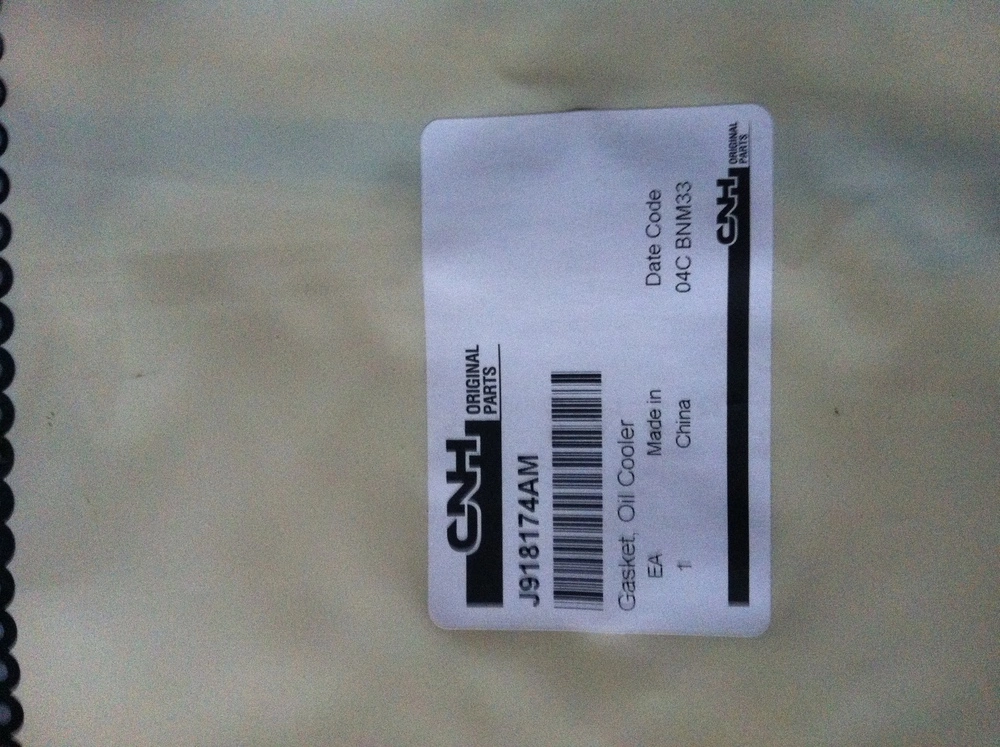 CNH ORIGINAL
PARTS
J918174AM
Gasket, Oil Cooler
EA Made in Date Code
1 China 04C BNM33
CNH ORIGINAL
PARTS